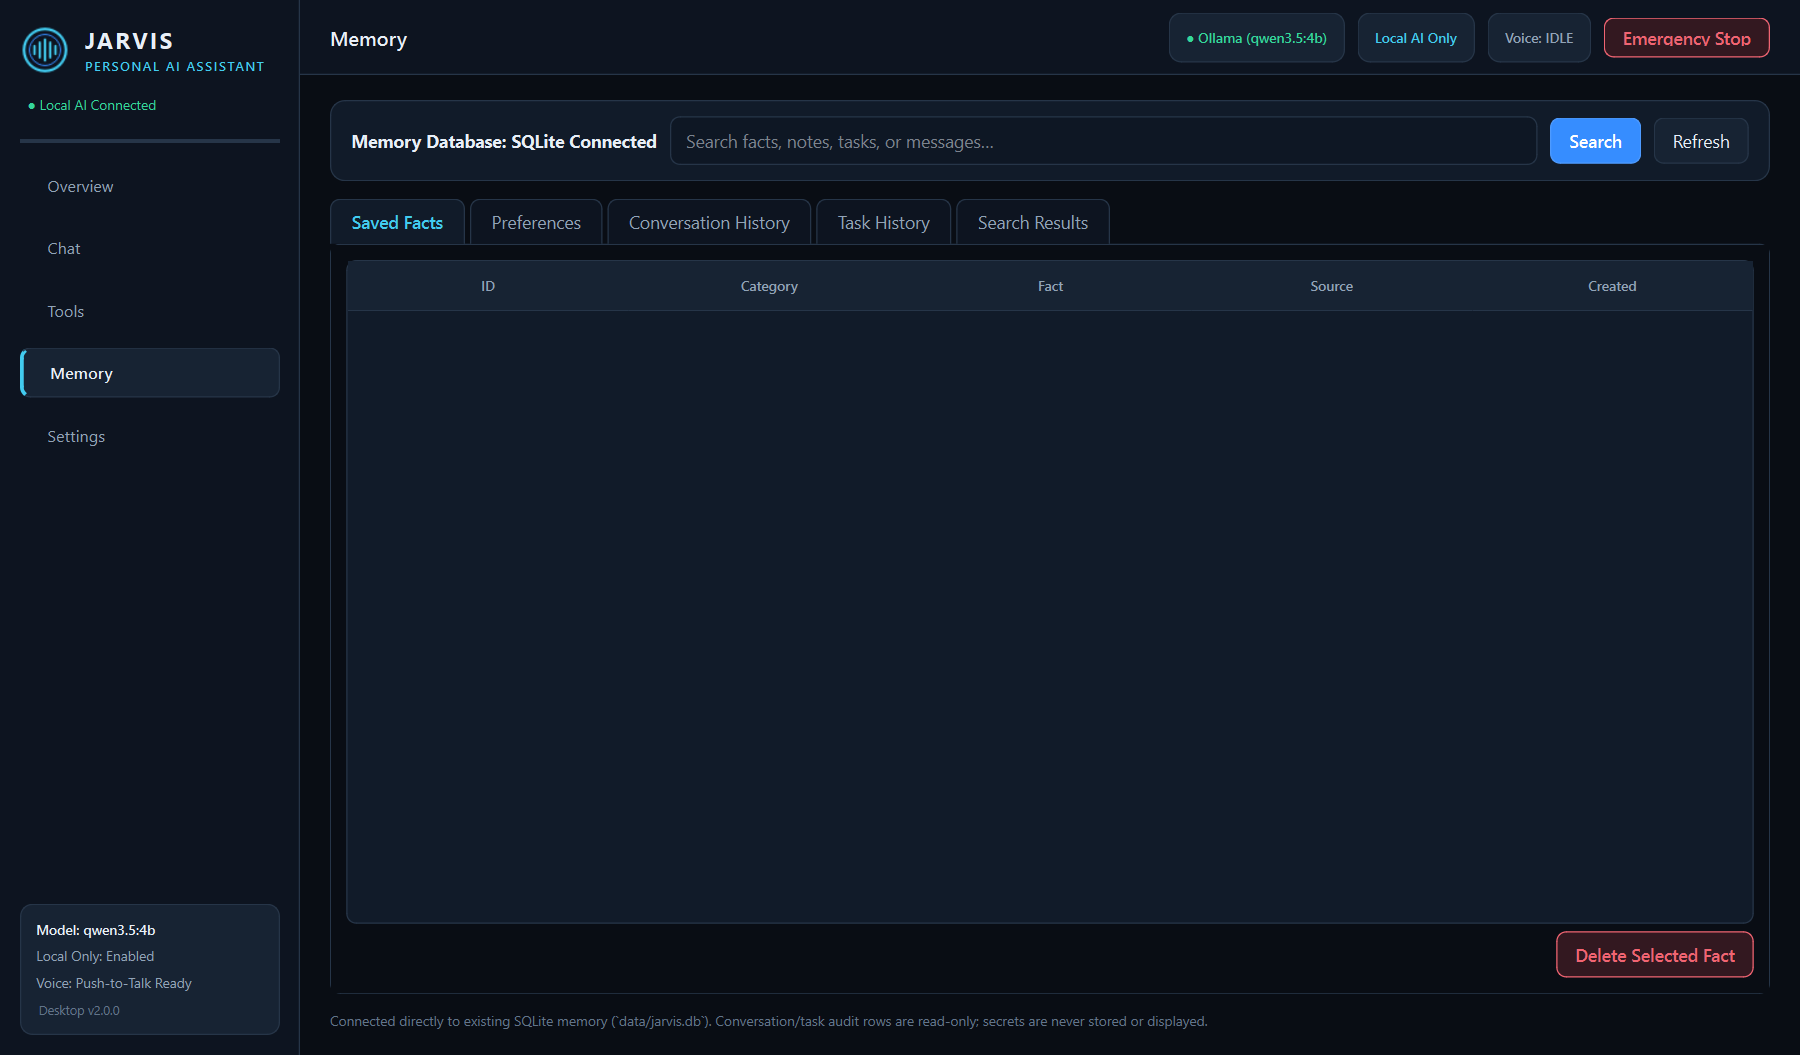 JARVIS
PERSONAL AI ASSISTANT
● Local AI Connected
Overview
Chat
Tools
Memory
Settings
Model: qwen3.5:4b
Local Only: Enabled
Voice: Push-to-Talk Ready
Desktop v2.0.0
Memory
● Ollama (qwen3.5:4b)
Local AI Only
Voice: IDLE
Emergency Stop
Memory Database: SQLite Connected
Search facts, notes, tasks, or messages...
Search
Refresh
Saved Facts
Preferences
Conversation History
Task History
Search Results
ID
Category
Fact
Source
Created
Delete Selected Fact
Connected directly to existing SQLite memory (`data/jarvis.db`). Conversation/task audit rows are read-only; secrets are never stored or displayed.